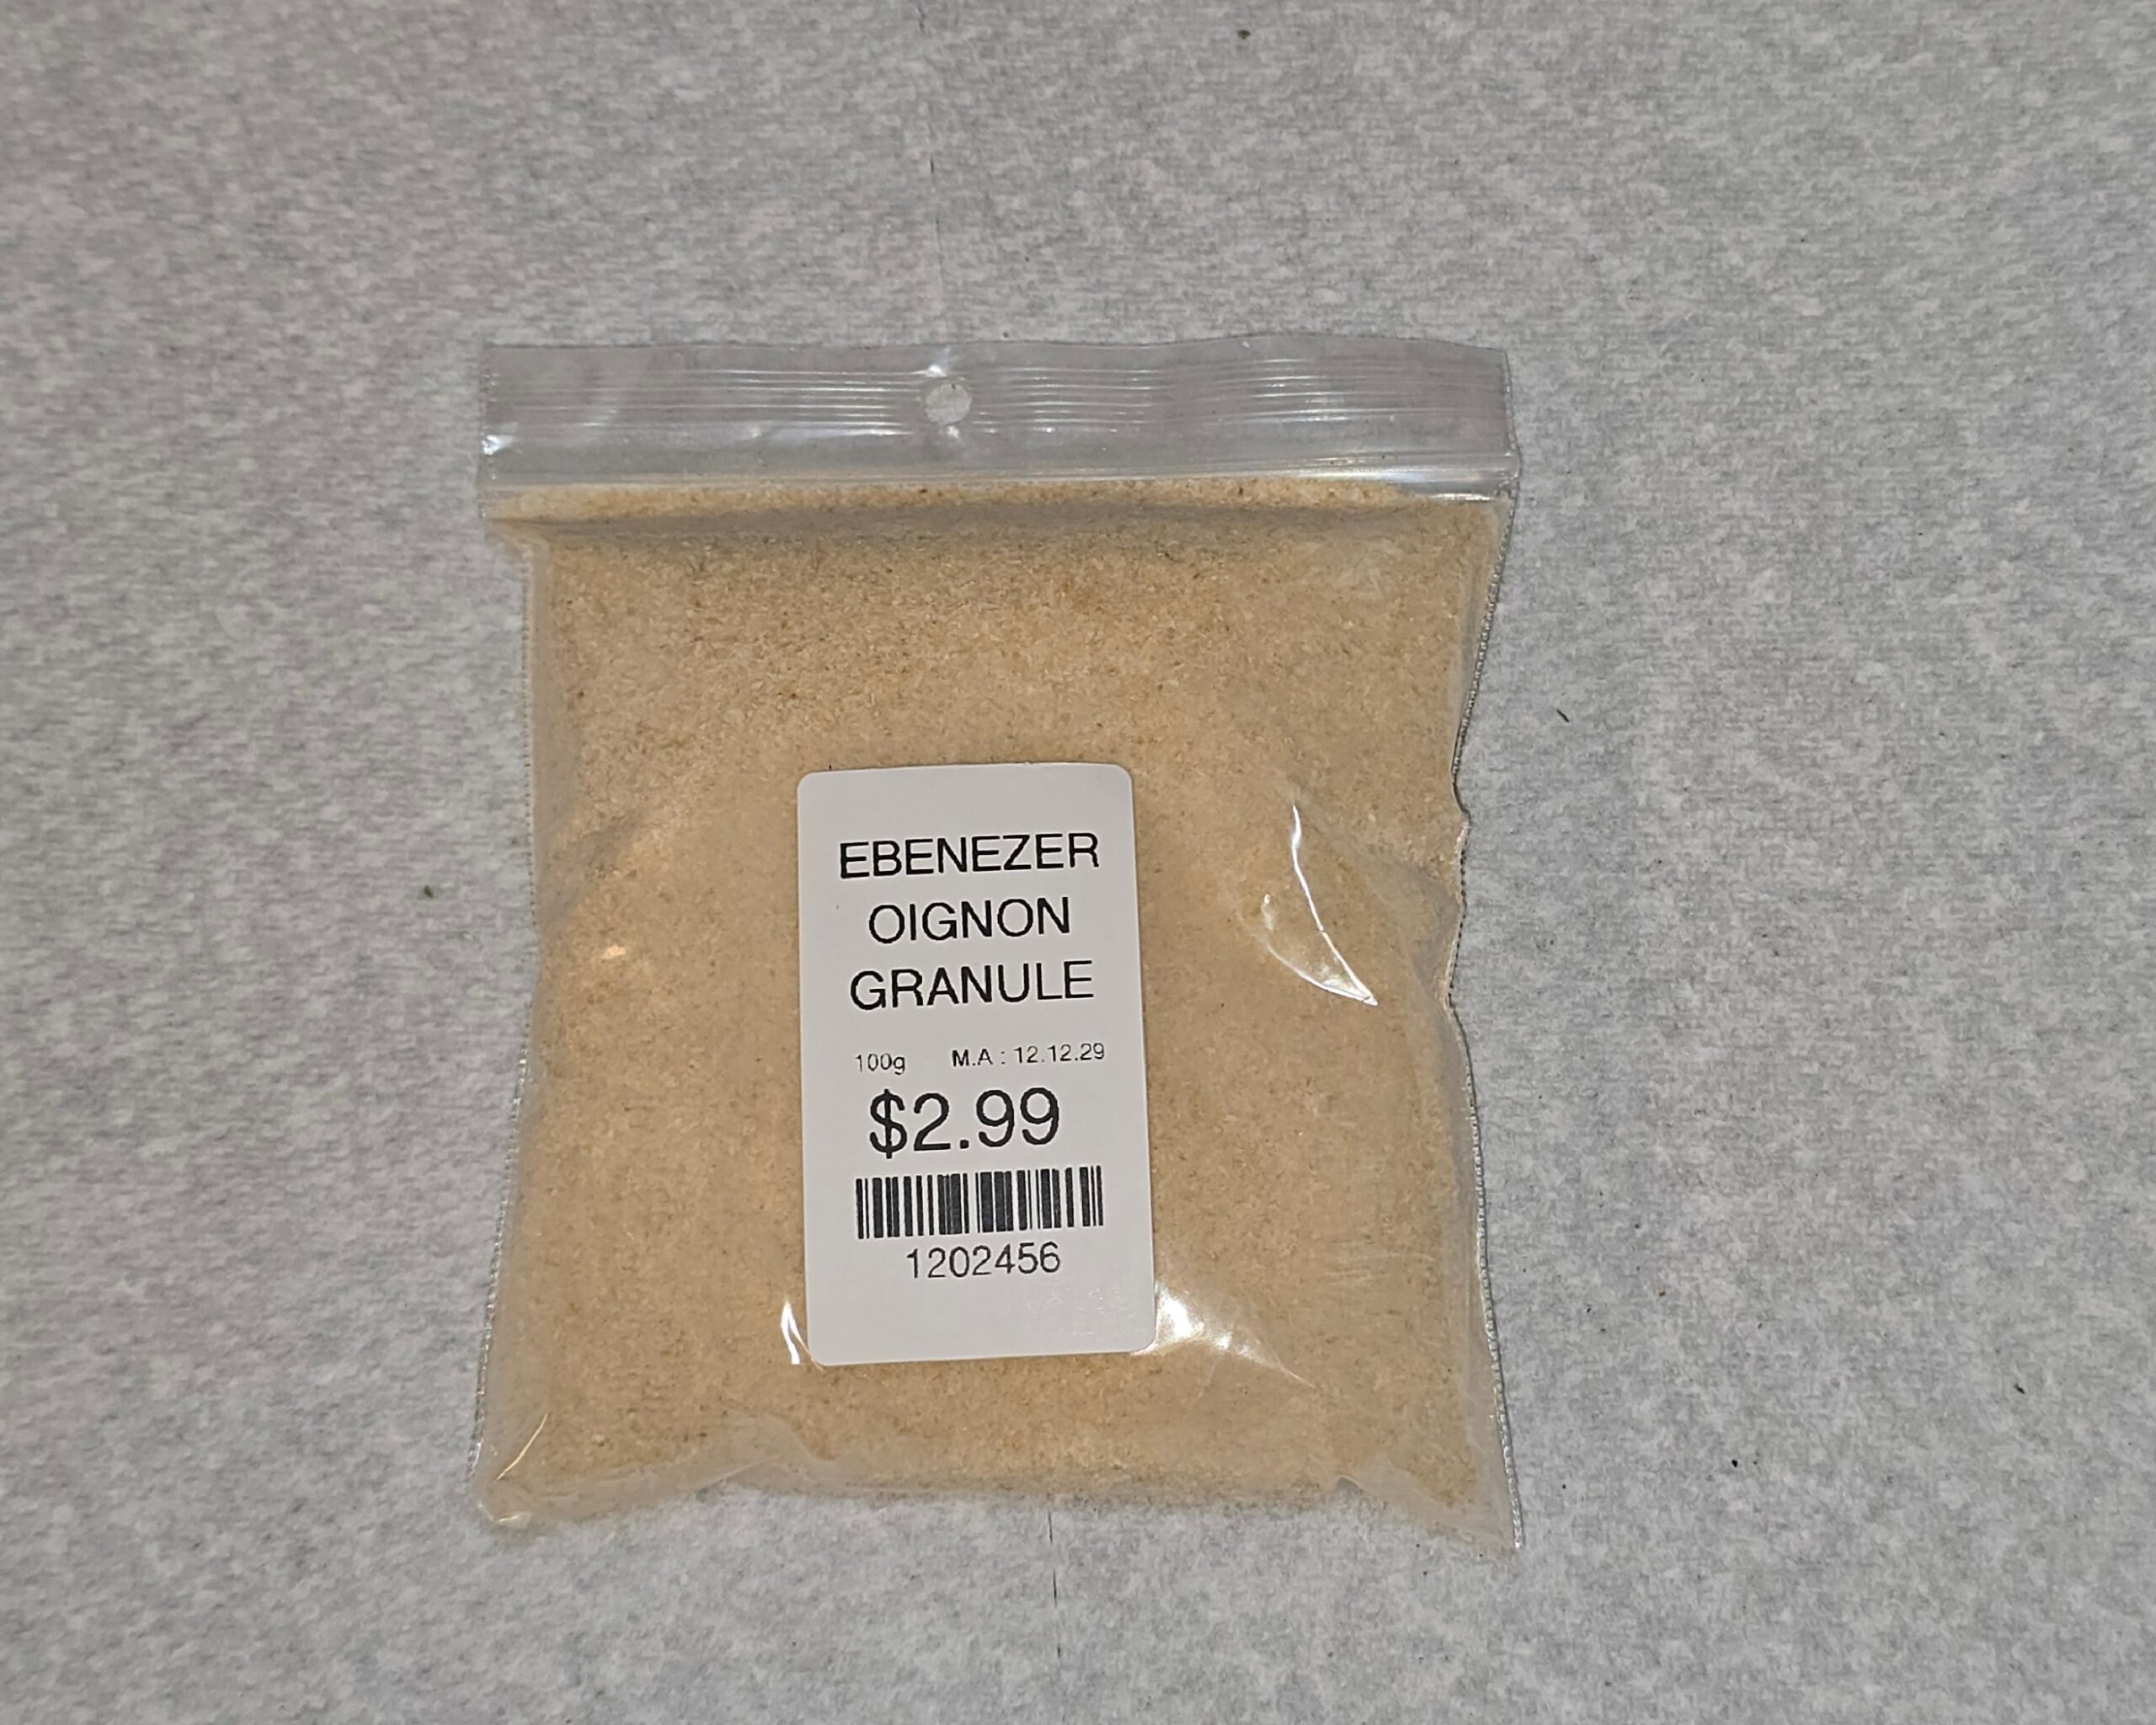 EBENEZER
OIGNON
GRANULE
100g M.A : 12.12.29
$2.99
1202456